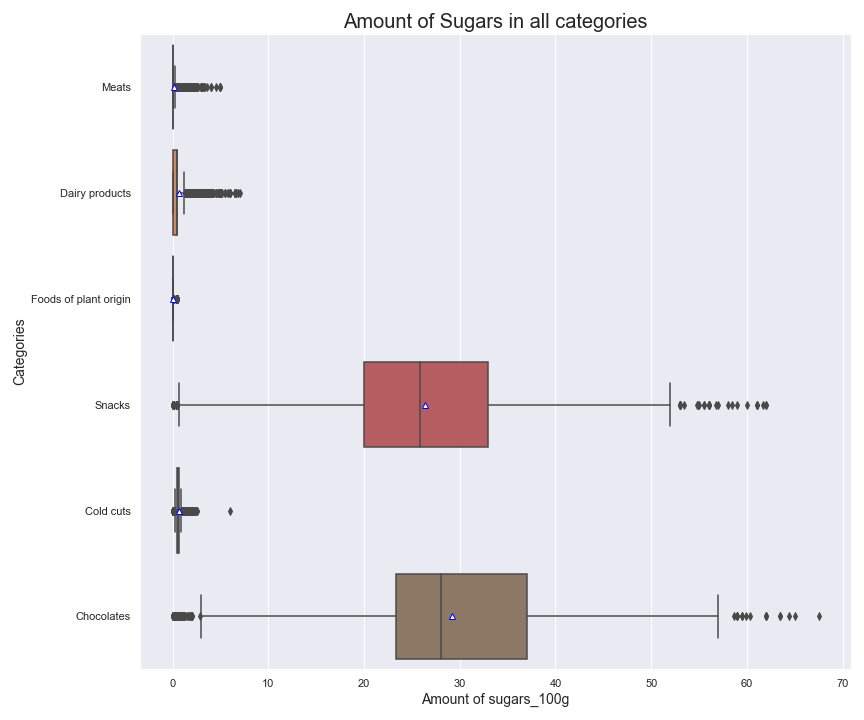 Amount of Sugars in all categories
Categories
Meats
Dairy products
Foods of plant origin
Snacks
Cold cuts
Chocolates
0 10 20 30 40 50 60 70
Amount of sugars_100g